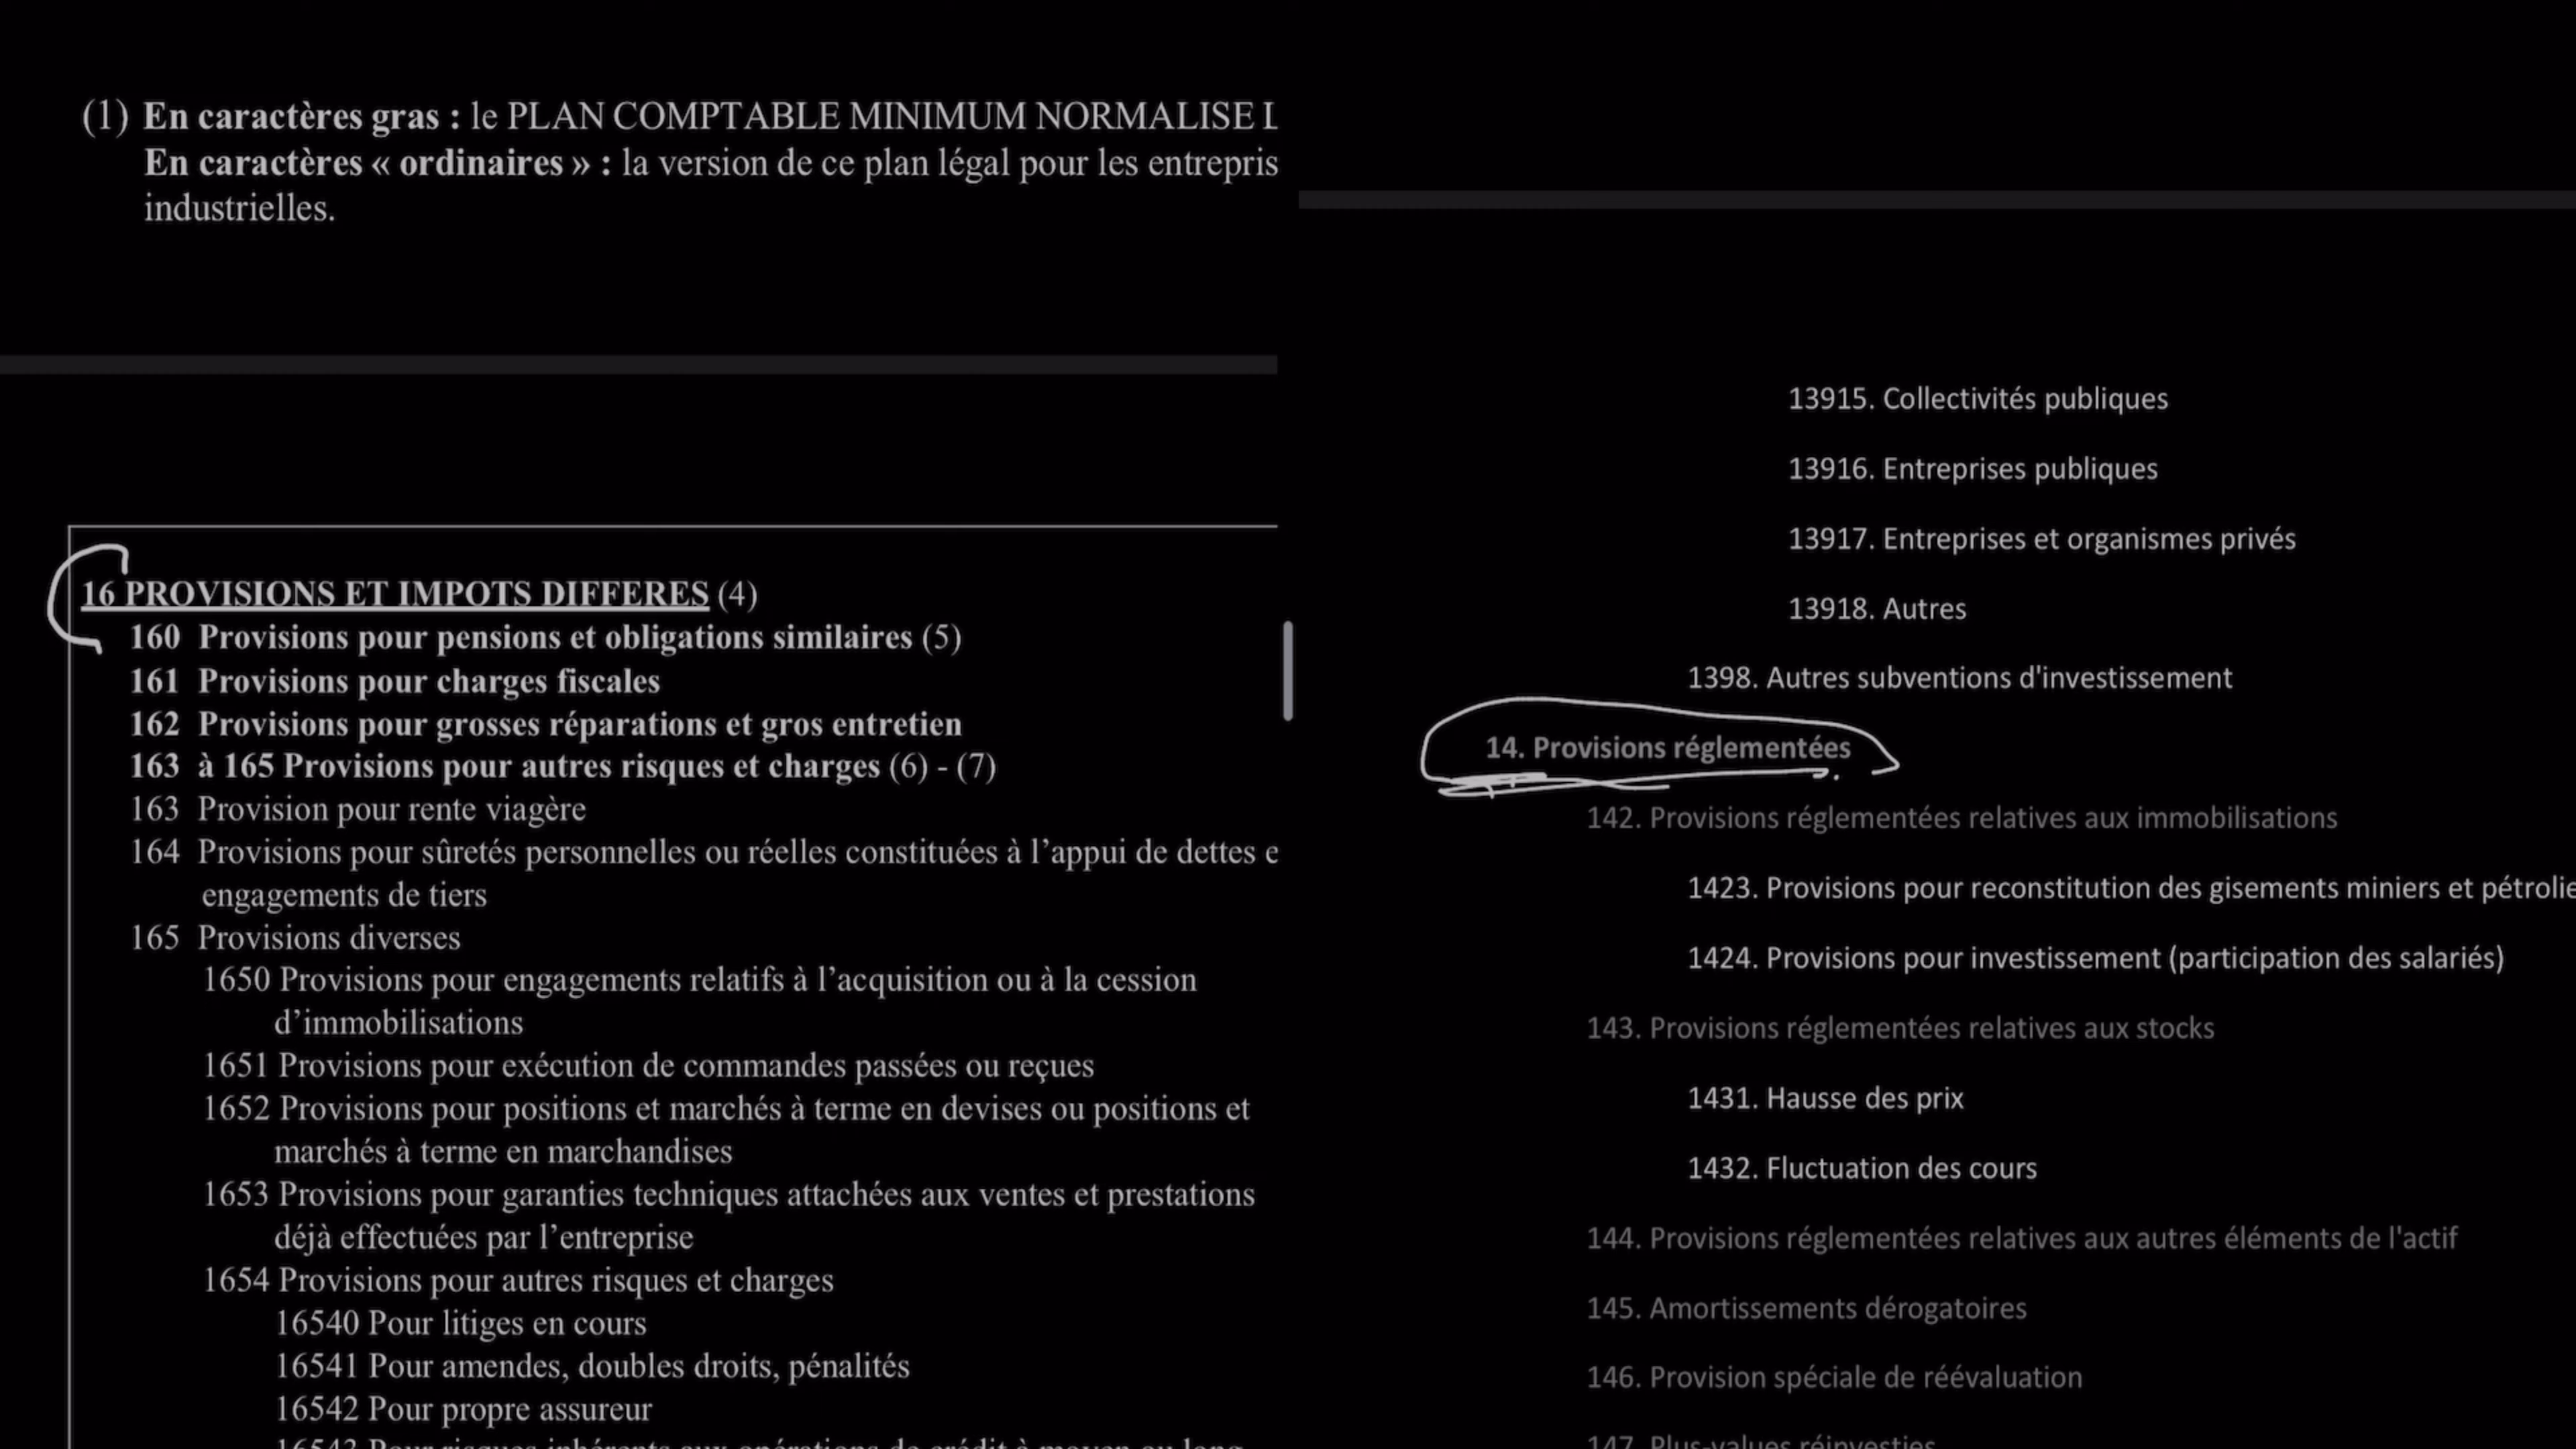 (1) En caractères gras : le PLAN COMPTABLE MINIMUM NORMALISE
En caractères « ordinaires » : la version de ce plan légal pour les
industrielles.
16 PROVISIONS ET IMPOTS DIFFERES (4)
160 Provisions pour pensions et obligations similaires (5)
161 Provisions pour charges fiscales
162 Provisions pour grosses réparations et gros entretien
163 à 165 Provisions pour autres risques et charges (6) - (7)
163 Provision pour rente viagère
164 Provisions pour sûretés personnelles ou réelles constituées à l’appui de dettes
engagements de tiers
165 Provisions diverses
1650 Provisions pour engagements relatifs à l’acquisition ou à la cession
d’immobilisations
1651 Provisions pour exécution de commandes passées ou reçues
1652 Provisions pour positions et marchés à terme en devises ou positions et
marchés à terme en marchandises
1653 Provisions pour garanties techniques attachées aux ventes et prestations
déjà effectuées par l’entreprise
1654 Provisions pour autres risques et charges
16540 Pour litiges en cours
16541 Pour amendes, doubles droits, pénalités
16542 Pour propre assureur
13915. Collectivités publiques
13916. Entreprises publiques
13917. Entreprises et organismes privés
13918. Autres
1398. Autres subventions d'investissement
14. Provisions réglementées
142. Provisions réglementées relatives aux immobilisations
1423. Provisions pour reconstitution des gisements miniers et
1424. Provisions pour investissement (participation des salariés)
143. Provisions réglementées relatives aux stocks
1431. Hausse des prix
1432. Fluctuation des cours
144. Provisions réglementées relatives aux autres éléments de l'actif
145. Amortissements dérogatoires
146. Provision spéciale de réévaluation
147. Plus-values réinvesties